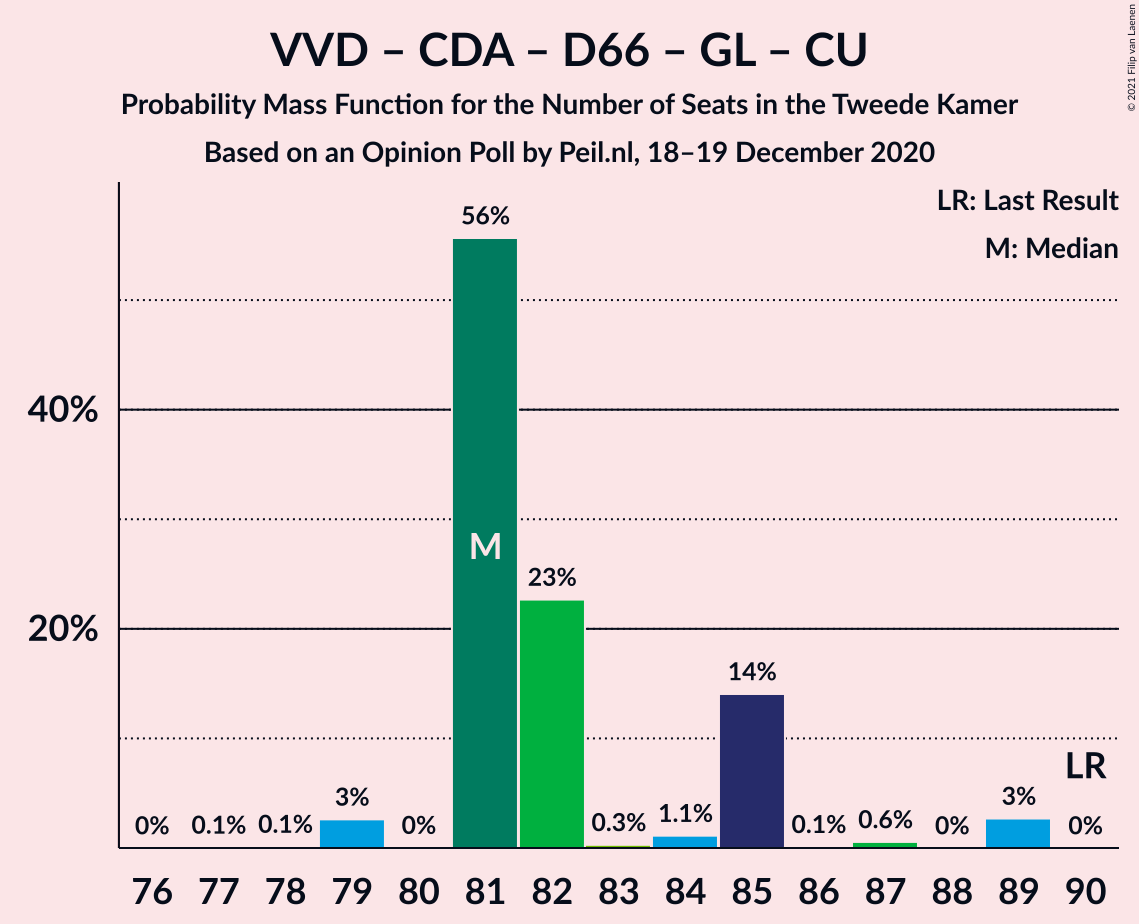 VVD – CDA – D66 – GL – CU
Probability Mass Function for the Number of Seats in the Tweede Kamer
Based on an Opinion Poll by Peil.nl, 18–19 December 2020
© 2021 Filip van Laenen
LR: Last Result
M: Median
56%
40%
M
23%
20%
14%
LR
0% 0.1% 0.1% 3% 0% 0.3% 1.1% 0.1% 0.6% 0% 3% 0%
76 77 78 79 80 81 82 83 84 85 86 87 88 89 90